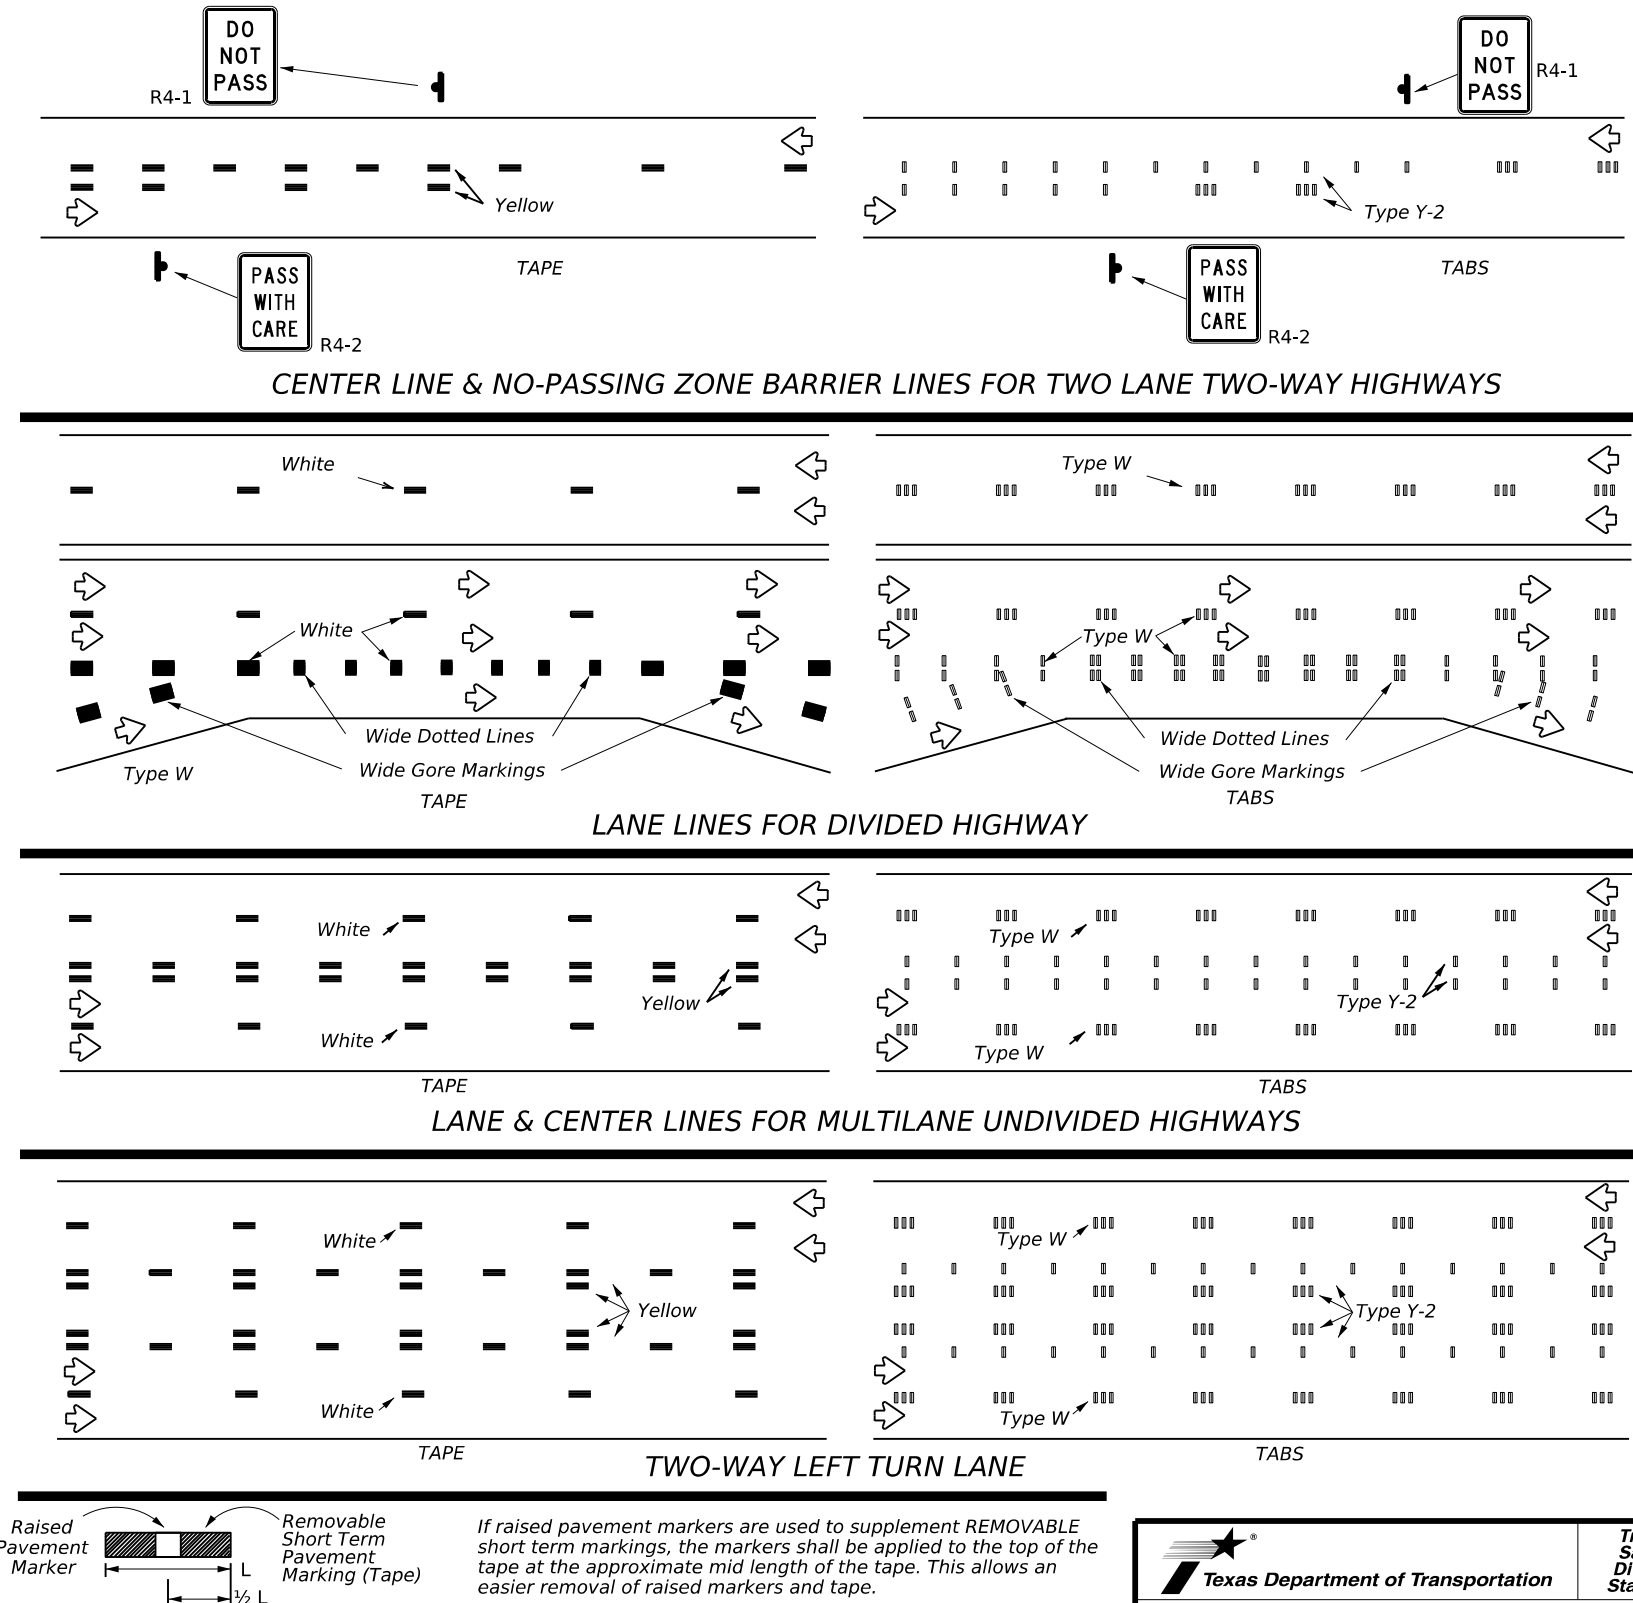 DO
NOT
PASS
R4-1
DO
NOT
PASS
R4-1
Yellow
Type Y-2
PASS
WITH
CARE
R4-2
TAPE
PASS
WITH
CARE
R4-2
TABS
CENTER LINE & NO-PASSING ZONE BARRIER LINES FOR TWO LANE TWO-WAY HIGHWAYS
White
Type W
White
Type W
Wide Dotted Lines
Wide Gore Markings
Type W
TAPE
Wide Dotted Lines
Wide Gore Markings
TABS
LANE LINES FOR DIVIDED HIGHWAY
White
Yellow
White
TAPE
Type W
Type Y-2
Type W
TABS
LANE & CENTER LINES FOR MULTILANE UNDIVIDED HIGHWAYS
White
Yellow
White
TAPE
Type W
Type Y-2
Type W
TABS
TWO-WAY LEFT TURN LANE
Raised
Pavement
Marker
Removable
Short Term
Pavement
Marking (Tape)
L
½ L
If raised pavement markers are used to supplement REMOVABLE
short term markings, the markers shall be applied to the top of the
tape at the approximate mid length of the tape. This allows an
easier removal of raised markers and tape.
®
Texas Department of Transportation